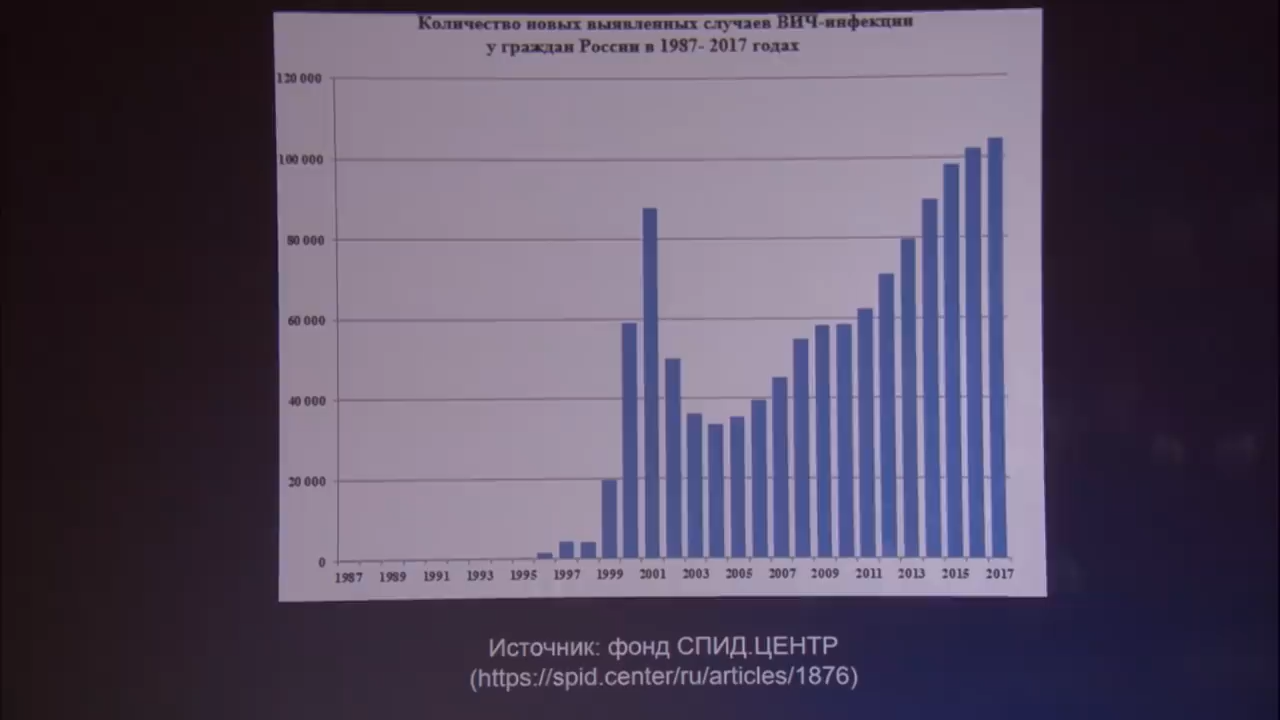 Количество новых выявленных случаев ВИЧ-инфекции
у граждан России в 1987- 2017 годах
120 000
100 000
80 000
60 000
40 000
20 000
0
1987 1989 1991 1993 1995 1997 1999 2001 2003 2005 2007 2009 2011 2013 2015 2017
Источник: фонд СПИД.ЦЕНТР
(https://spid.center/ru/articles/1876)